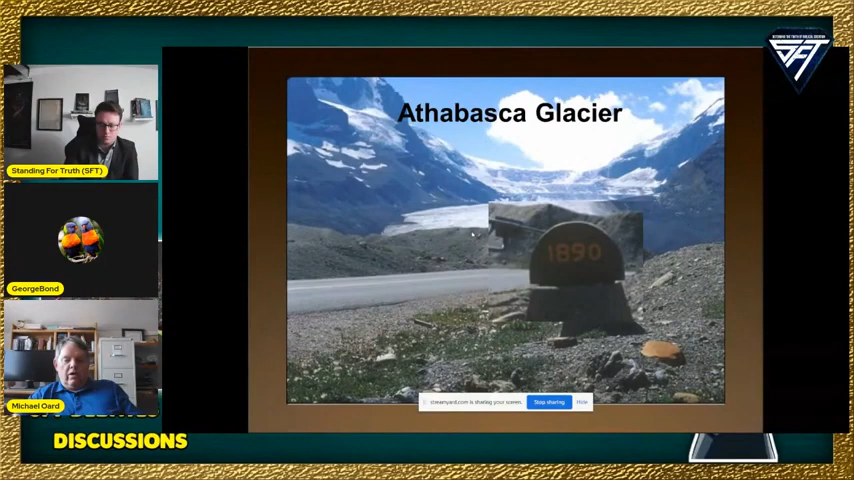 SFT
Standing For Truth (SFT)
GeorgeBond
Michael Oard
DISCUSSIONS
Athabasca Glacier
1890
streamyard.com is sharing your screen.
Stop sharing
Hide